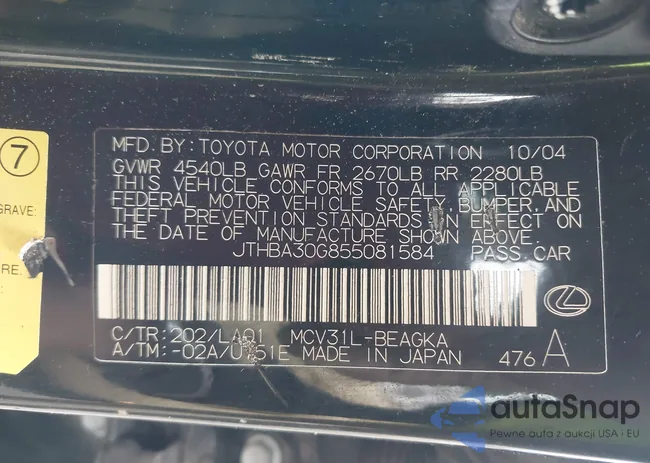 7
GRAVE:
MFD. BY: TOYOTA MOTOR CORPORATION 10/04
GVWR 4540LB GAWR FR 2670LB RR 2280LB
THIS VEHICLE CONFORMS TO ALL APPLICABLE
FEDERAL MOTOR VEHICLE SAFETY, BUMPER, AND
THEFT PREVENTION STANDARDS IN EFFECT ON
THE DATE OF MANUFACTURE SHOWN ABOVE.
JTHBA30G855081584 PASS. CAR
C/TR: 202/LA01 MCV31L-BEAGKA
A/TM: -02A/U151E MADE IN JAPAN 476 A
autaSnap
Pewne auta z aukcji USA i EU